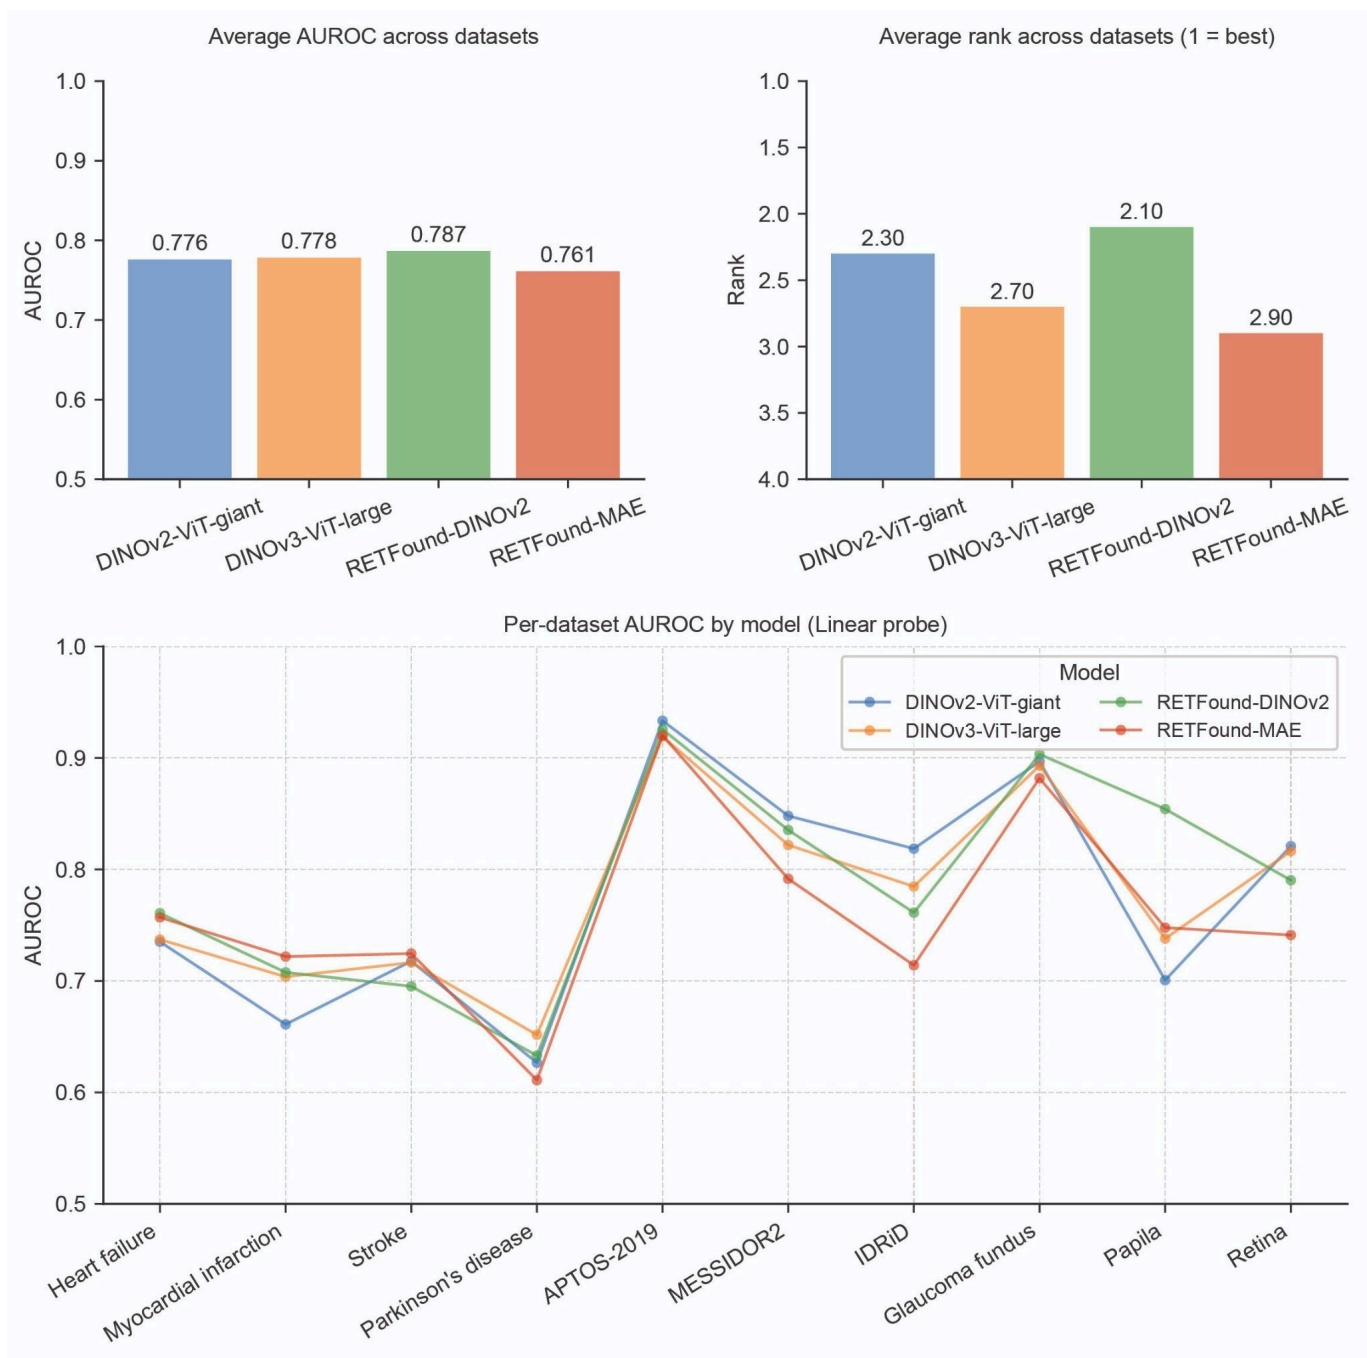 Average AUROC across datasets
1.0
0.9
0.8
0.7
0.6
0.5
AUROC
0.776
0.778
0.787
0.761
DINOv2-ViT-giant
DINOv3-ViT-large
RETFound-DINOv2
RETFound-MAE
Average rank across datasets (1 = best)
1.0
1.5
2.0
2.5
3.0
3.5
4.0
Rank
2.30
2.70
2.10
2.90
DINOv2-ViT-giant
DINOv3-ViT-large
RETFound-DINOv2
RETFound-MAE
Per-dataset AUROC by model (Linear probe)
1.0
0.9
0.8
0.7
0.6
0.5
AUROC
Model
DINOv2-ViT-giant
RETFound-DINOv2
DINOv3-ViT-large
RETFound-MAE
Heart failure
Myocardial infarction
Stroke
Parkinson's disease
APTOS-2019
MESSIDOR2
IDRiD
Glaucoma fundus
Papila
Retina